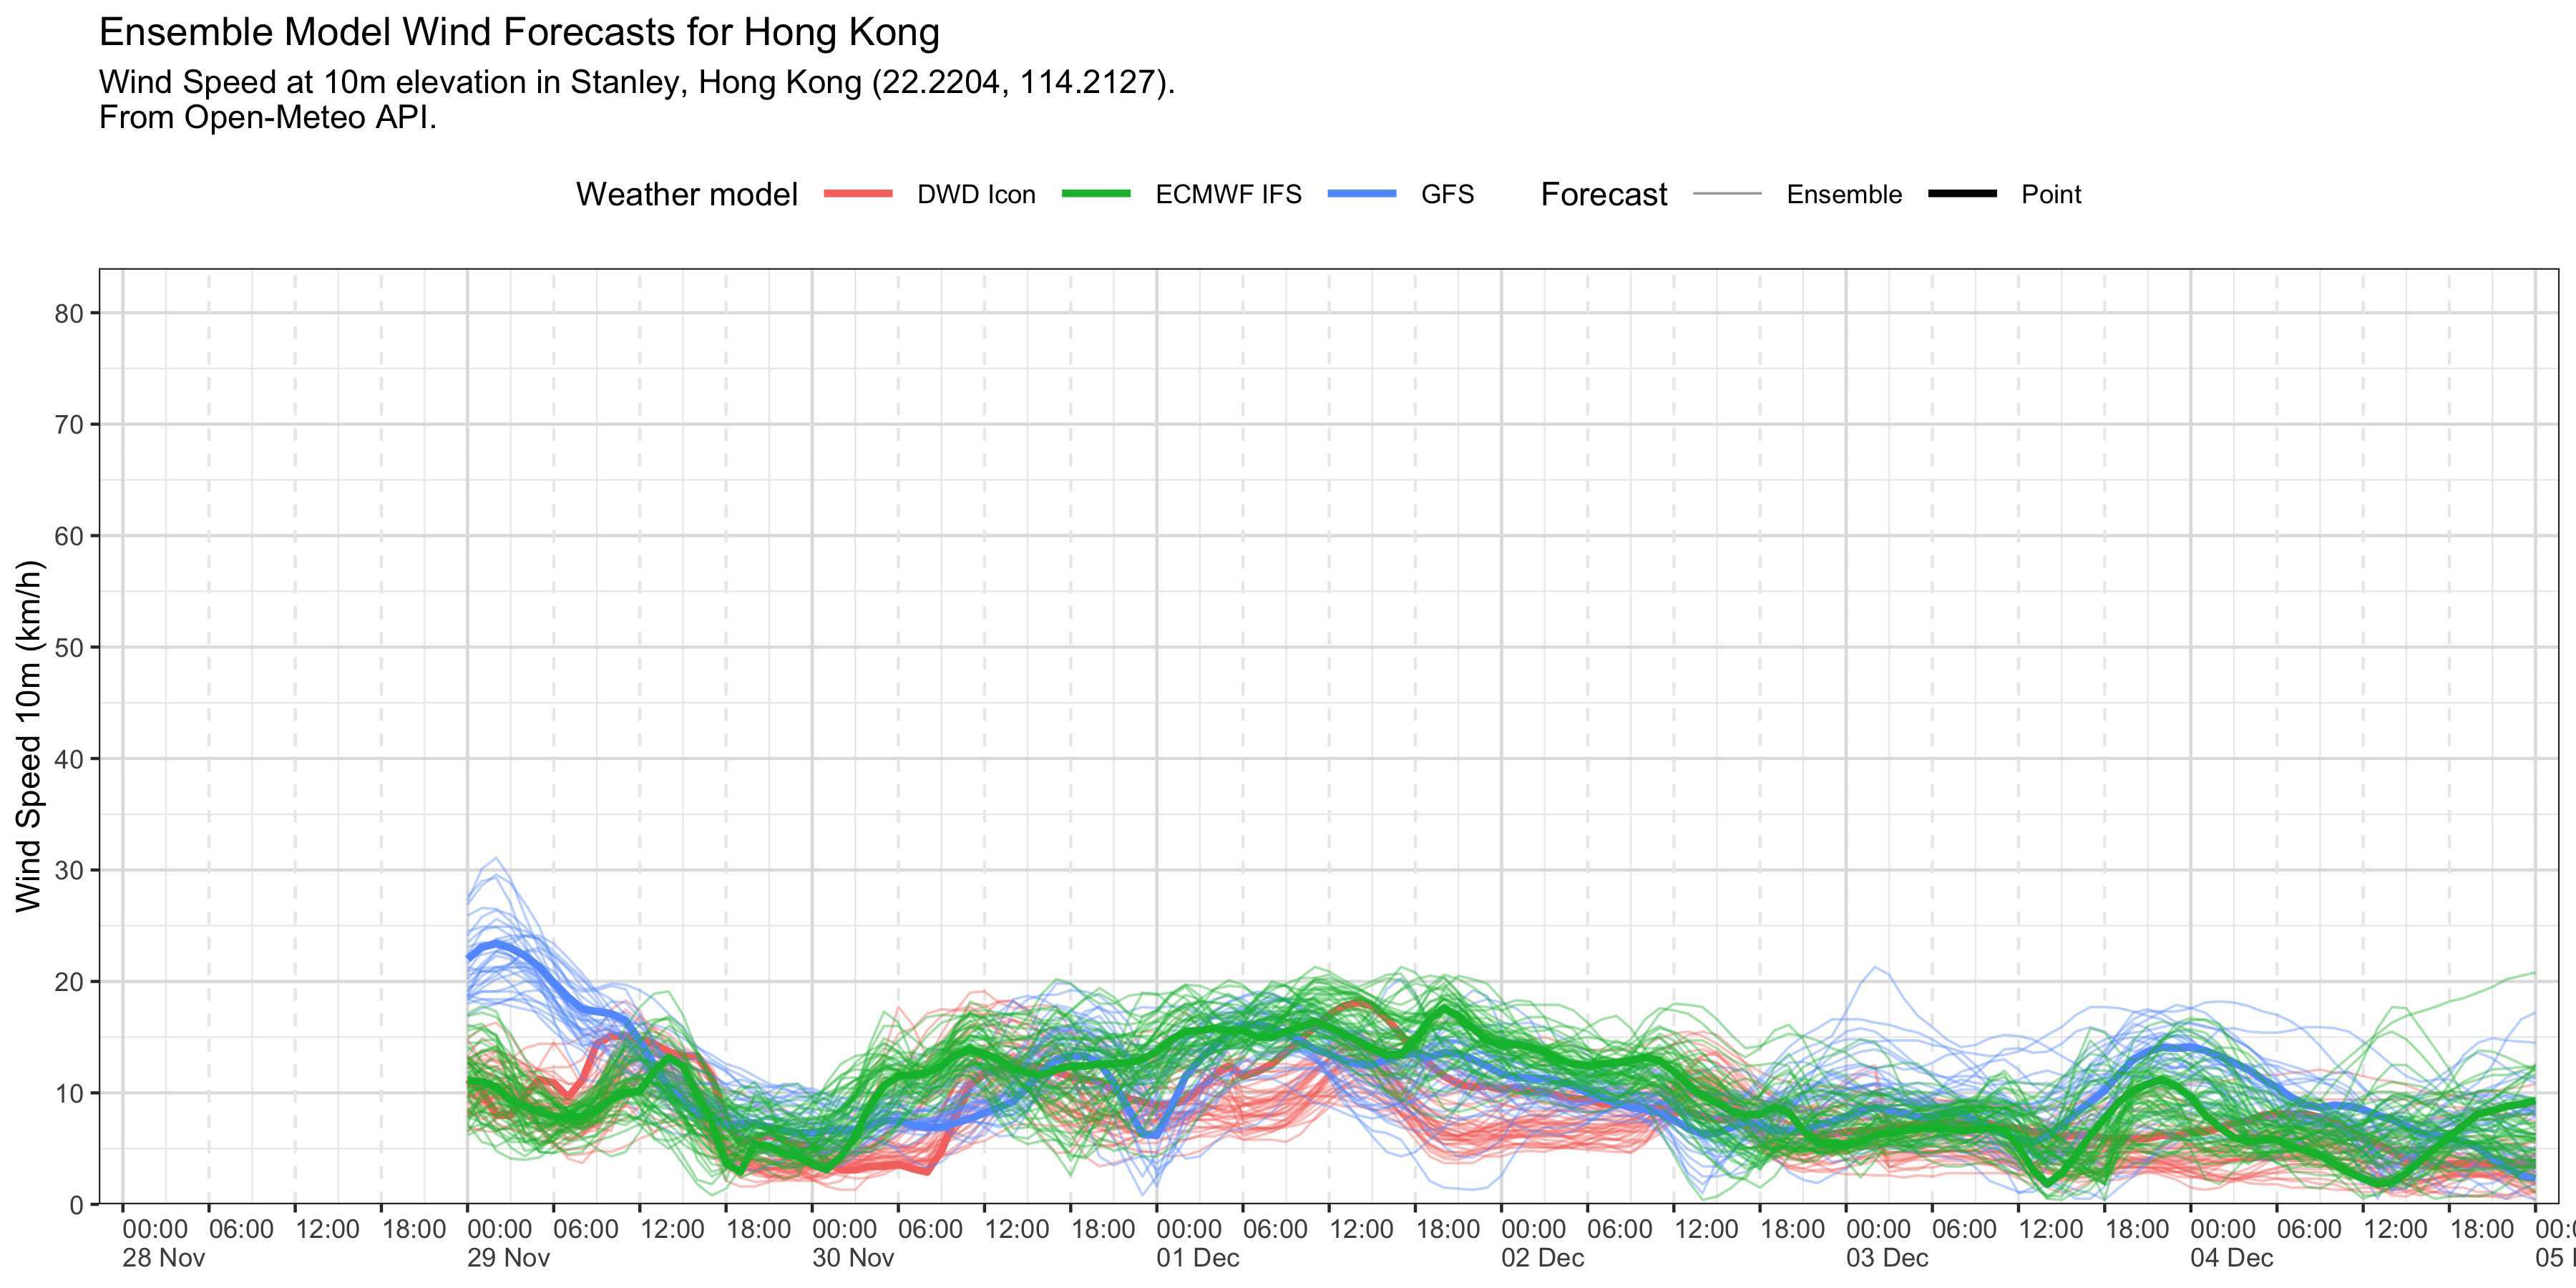 Ensemble Model Wind Forecasts for Hong Kong
Wind Speed at 10m elevation in Stanley, Hong Kong (22.2204, 114.2127).
From Open-Meteo API.
Weather model DWD Icon ECMWF IFS GFS Forecast Ensemble Point
Wind Speed 10m (km/h)
80
70
60
50
40
30
20
10
0
00:00 06:00 12:00 18:00 00:00 06:00 12:00 18:00 00:00 06:00 12:00 18:00 00:00 06:00 12:00 18:00 00:00 06:00 12:00 18:00 00:00 06:00 12:00 18:00 00:00 06:00 12:00 18:00
28 Nov 29 Nov 30 Nov 01 Dec 02 Dec 03 Dec 04 Dec 05